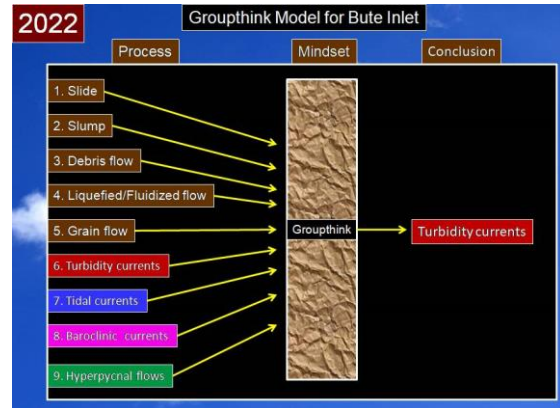 2022
Groupthink Model for Bute Inlet
Process
Mindset
Conclusion
1. Slide
2. Slump
3. Debris flow
4. Liquefied/Fluidized flow
5. Grain flow
6. Turbidity currents
7. Tidal currents
8. Baroclinic currents
9. Hyperpycnal flows
Groupthink
Turbidity currents